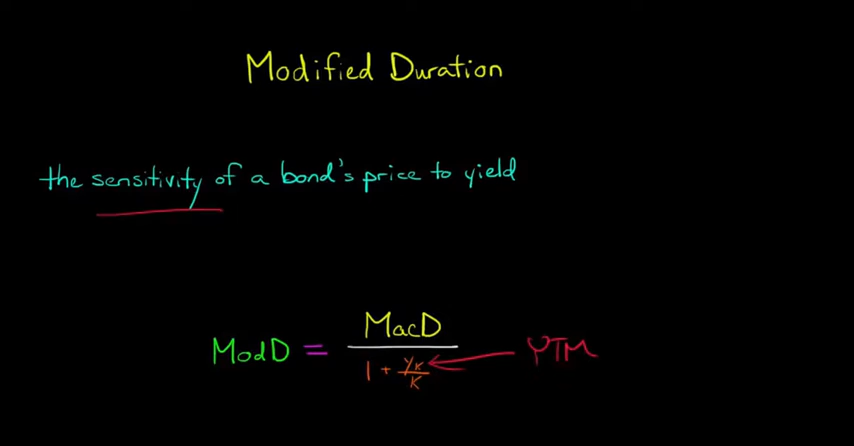 Modified Duration
the sensitivity of a bond's price to yield
ModD = MacD / 1 + yk/k
YTM